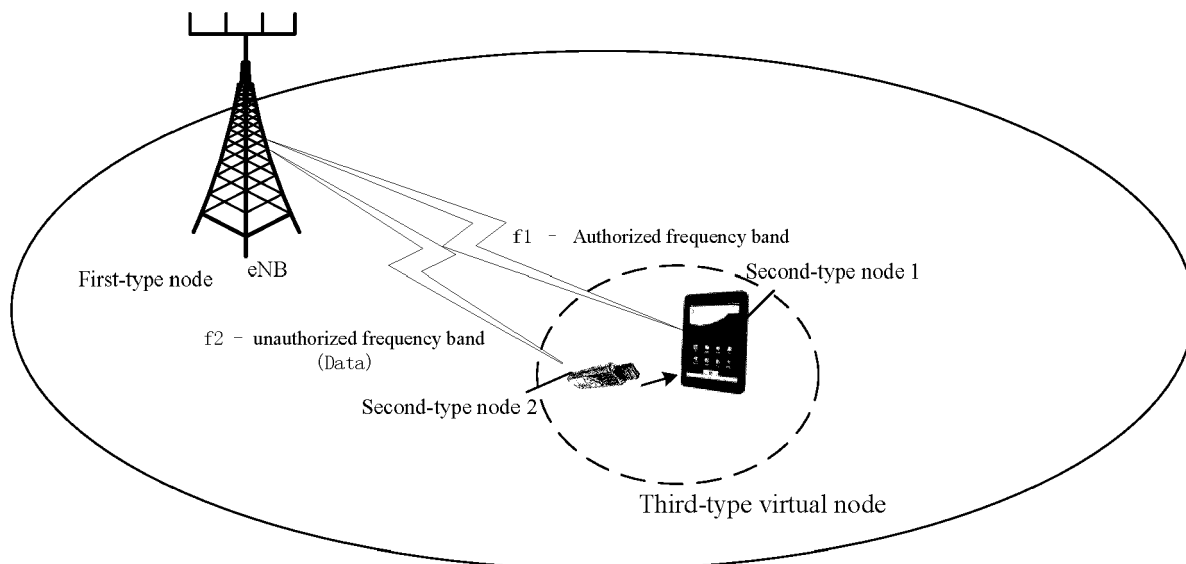 f1 - Authorized frequency band
eNB
First-type node
Second-type node 1
f2 - unauthorized frequency band
(Data)
Second-type node 2
Third-type virtual node